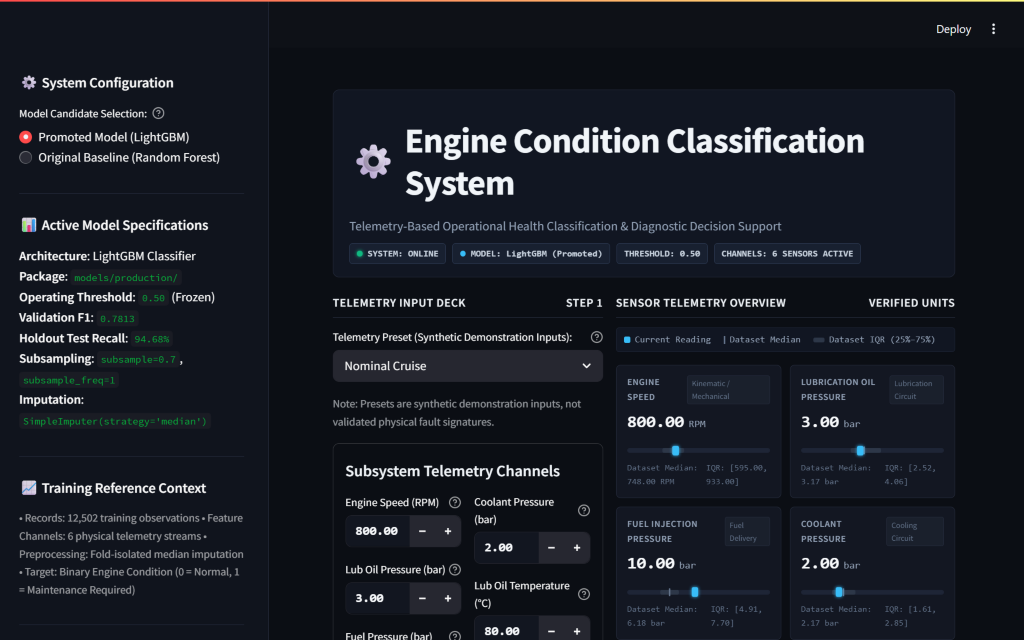 Deploy
System Configuration
Model Candidate Selection:
Promoted Model (LightGBM)
Original Baseline (Random Forest)
Active Model Specifications
Architecture: LightGBM Classifier
Package: models/production/
Operating Threshold: 0.50 (Frozen)
Validation F1: 0.7813
Holdout Test Recall: 94.68%
Subsampling: subsample=0.7 ,
subsample_freq=1
Imputation:
SimpleImputer(strategy='median')
Training Reference Context
• Records: 12,502 training observations • Feature
Channels: 6 physical telemetry streams •
Preprocessing: Fold-isolated median imputation
• Target: Binary Engine Condition (0 = Normal, 1
= Maintenance Required)
Engine Condition Classification
System
Telemetry-Based Operational Health Classification & Diagnostic Decision Support
SYSTEM: ONLINE
MODEL: LightGBM (Promoted)
THRESHOLD: 0.50
CHANNELS: 6 SENSORS ACTIVE
TELEMETRY INPUT DECK
STEP 1
Telemetry Preset (Synthetic Demonstration Inputs):
Nominal Cruise
Note: Presets are synthetic demonstration inputs, not
validated physical fault signatures.
Subsystem Telemetry Channels
Engine Speed (RPM)
800.00
Lub Oil Pressure (bar)
3.00
Fuel Pressure (bar)
Coolant Pressure
(bar)
2.00
Lub Oil Temperature
(°C)
80.00
SENSOR TELEMETRY OVERVIEW
VERIFIED UNITS
Current Reading
| Dataset Median
Dataset IQR (25%–75%)
ENGINE
SPEED
Kinematic /
Mechanical
800.00 RPM
Dataset Median:
748.00 RPM
IQR: [595.00,
933.00]
LUBRICATION OIL
PRESSURE
Lubrication
Circuit
3.00 bar
Dataset Median:
3.17 bar
IQR: [2.52,
4.06]
FUEL INJECTION
PRESSURE
Fuel
Delivery
10.00 bar
Dataset Median:
6.18 bar
IQR: [4.91,
7.70]
COOLANT
PRESSURE
Cooling
Circuit
2.00 bar
Dataset Median:
2.17 bar
IQR: [1.61,
2.85]